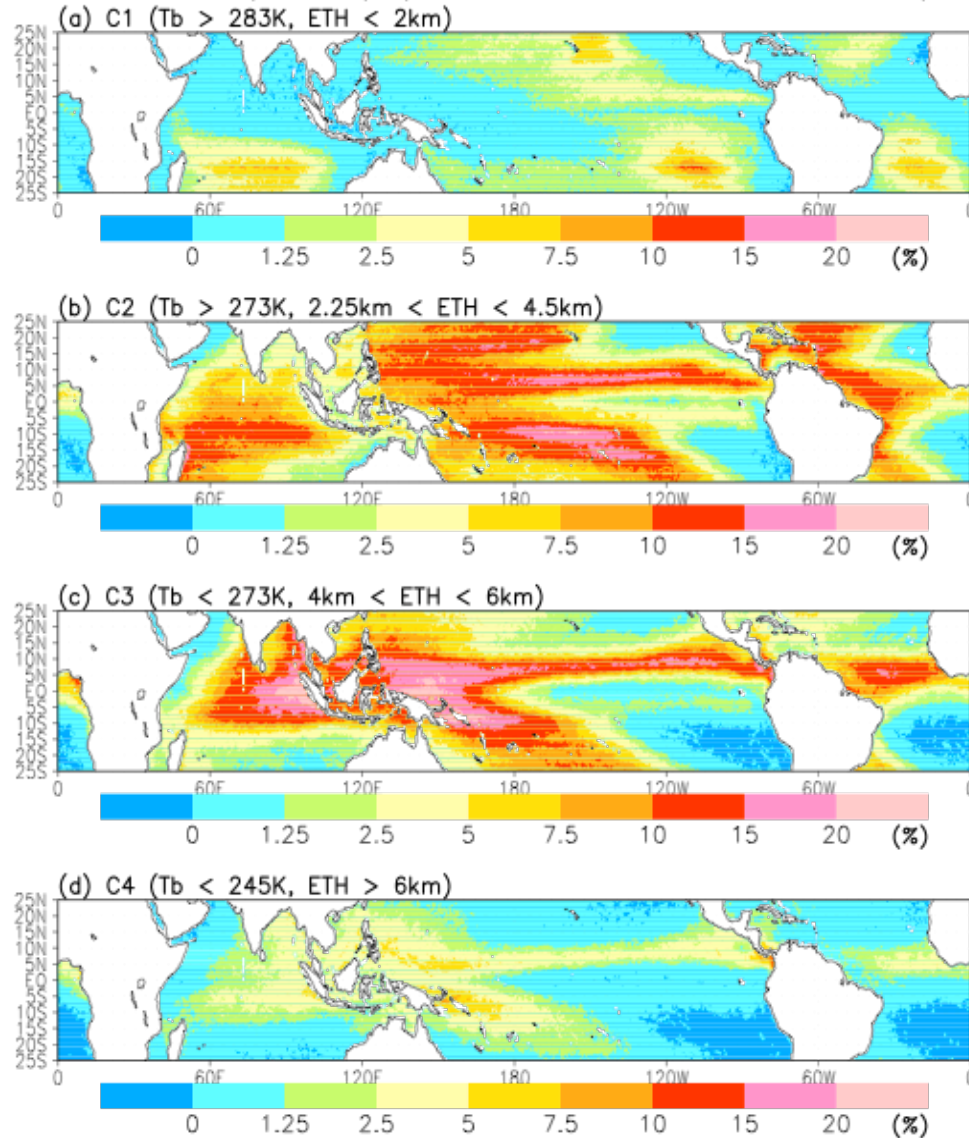 (a) C1 (Tb > 283K, ETH < 2km)
25N
20N
15N
10N
5N
EQ
5S
10S
15S
20S
25S
0 60E 120E 180 120W 60W 0
0 1.25 2.5 5 7.5 10 15 20 (%)
(b) C2 (Tb > 273K, 2.25km < ETH < 4.5km)
25N
20N
15N
10N
5N
EQ
5S
10S
15S
20S
25S
0 60E 120E 180 120W 60W 0
0 1.25 2.5 5 7.5 10 15 20 (%)
(c) C3 (Tb < 273K, 4km < ETH < 6km)
25N
20N
15N
10N
5N
EQ
5S
10S
15S
20S
25S
0 60E 120E 180 120W 60W 0
0 1.25 2.5 5 7.5 10 15 20 (%)
(d) C4 (Tb < 245K, ETH > 6km)
25N
20N
15N
10N
5N
EQ
5S
10S
15S
20S
25S
0 60E 120E 180 120W 60W 0
0 1.25 2.5 5 7.5 10 15 20 (%)